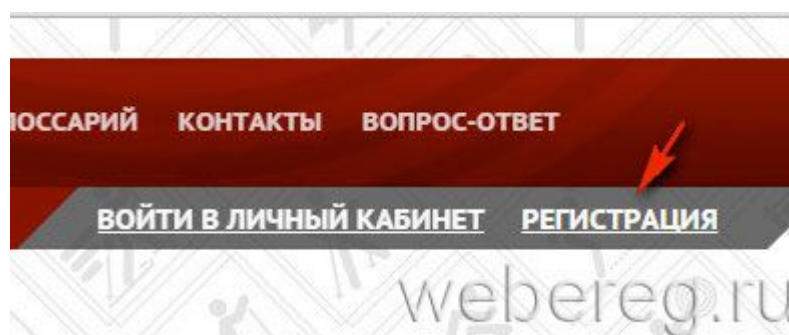 ЛОССАРИЙ КОНТАКТЫ ВОПРОС-ОТВЕТ
ВОЙТИ В ЛИЧНЫЙ КАБИНЕТ РЕГИСТРАЦИЯ
webereg.ru